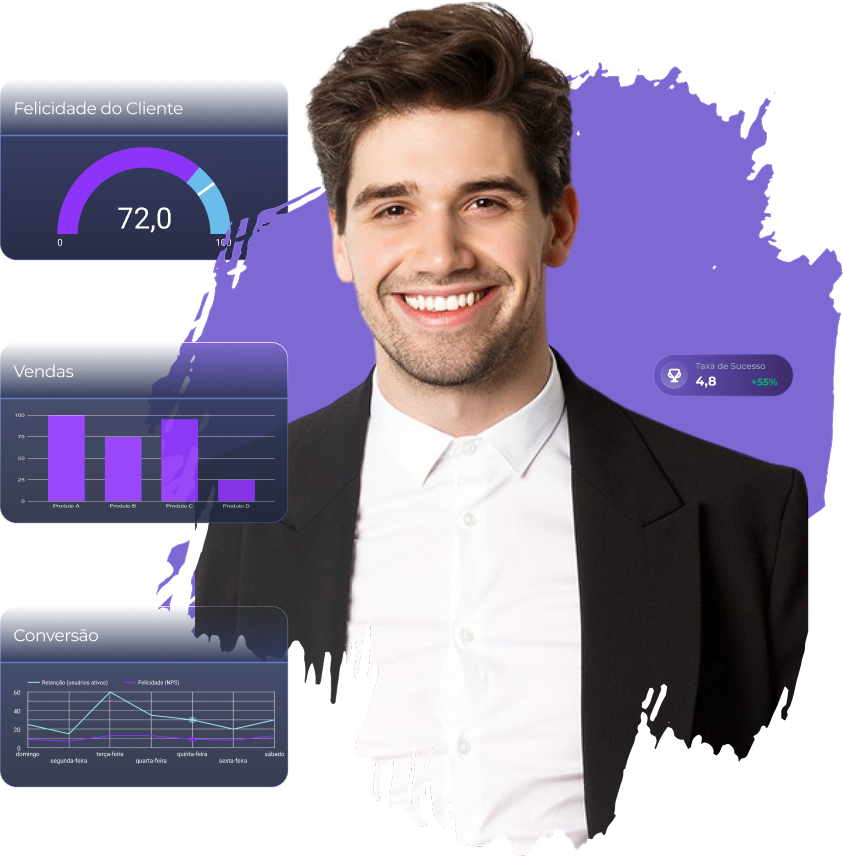 Felicidade do Cliente
72,0
0
100
Vendas
100
75
50
25
0
Produto A
Produto B
Produto C
Produto D
Taxa de Sucesso
4,8
+55%
Conversão
Retenção (usuários ativos)
Felicidade (NPS)
60
40
20
0
domingo
segunda-feira
terça-feira
quarta-feira
quinta-feira
sexta-feira
sábado